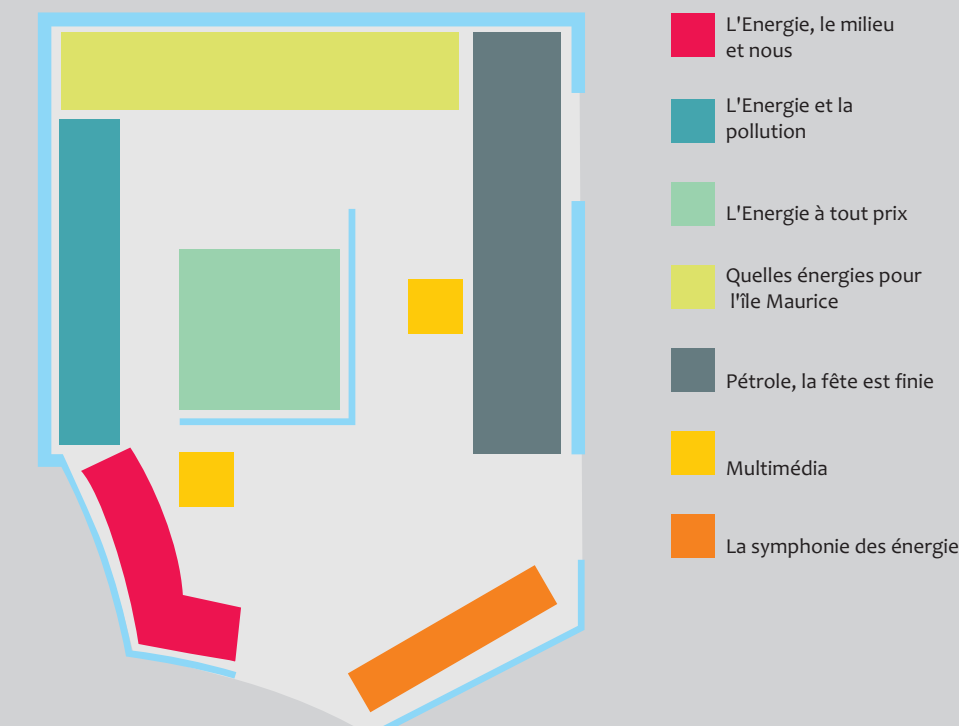 L'Energie, le milieu
et nous
L'Energie et la
pollution
L'Energie à tout prix
Quelles énergies pour
l'île Maurice
Pétrole, la fête est finie
Multimédia
La symphonie des énergie